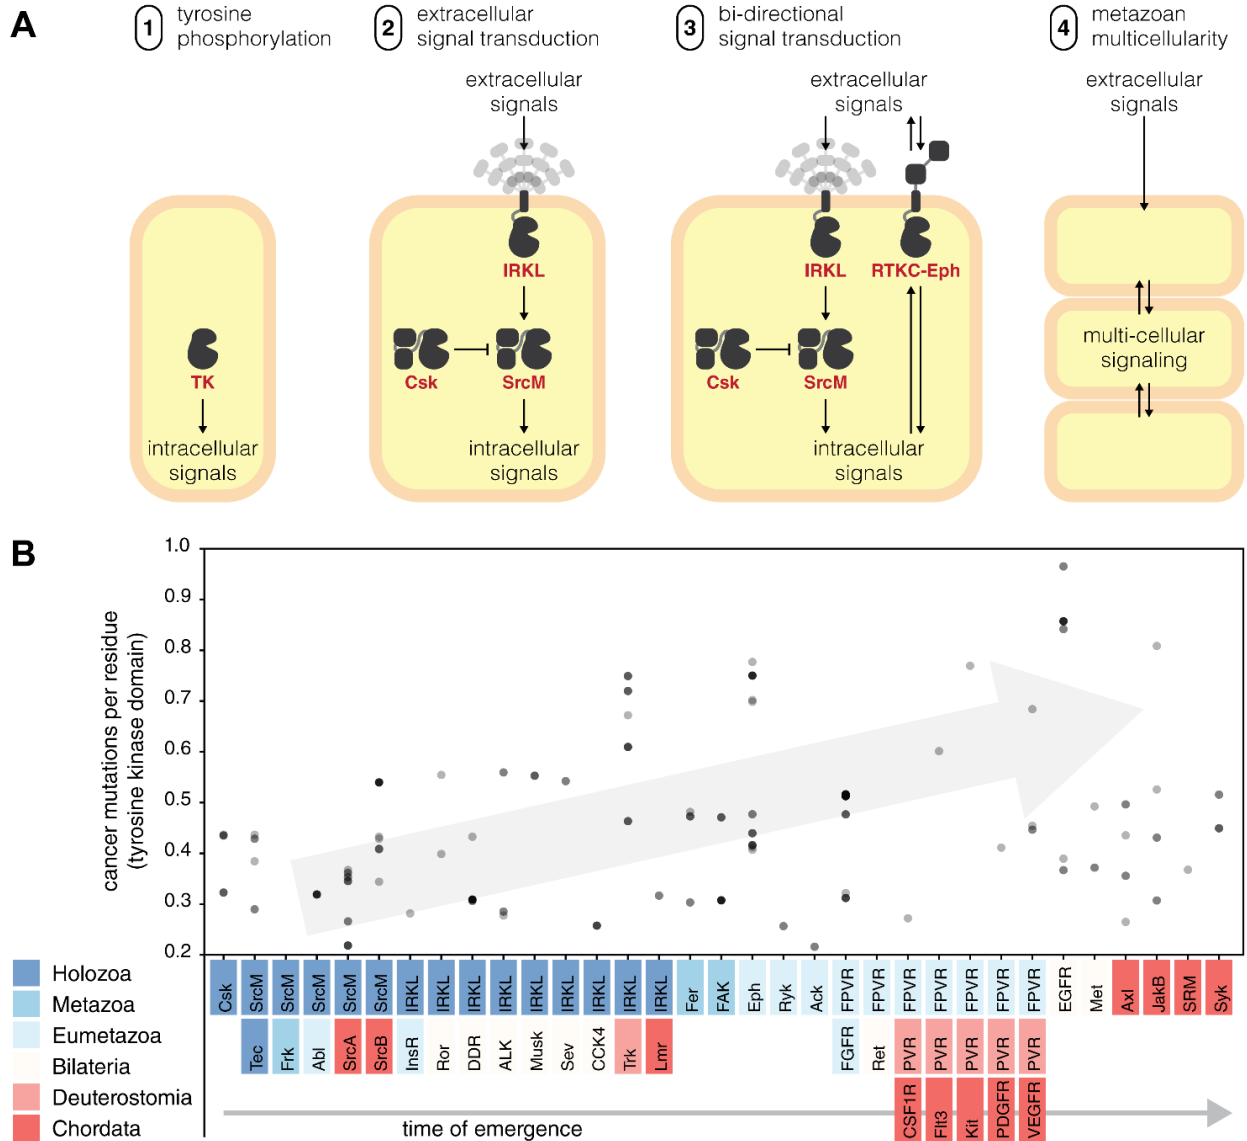 A
1 tyrosine
phosphorylation
2 extracellular
signal transduction
3 bi-directional
signal transduction
4 metazoan
multicellularity
extracellular
signals
extracellular
signals
extracellular
signals
IRKL
IRKL
RTKC-Eph
multi-cellular
signaling
TK
Csk
SrcM
Csk
SrcM
intracellular
signals
intracellular
signals
intracellular
signals
B
cancer mutations per residue
(tyrosine kinase domain)
1.0
0.9
0.8
0.7
0.6
0.5
0.4
0.3
0.2
Holozoa
Metazoa
Eumetazoa
Bilateria
Deuterostomia
Chordata
Csk SrcM SrcM SrcM SrcM SrcM IRKL IRKL IRKL IRKL IRKL IRKL IRKL IRKL IRKL Fer FAK Eph Ryk Ack FPVR FPVR FPVR FPVR FPVR FPVR FPVR EGFR Met Axl JakB SRM Syk
Tec Frk Abl SrcA SrcB InsR Ror DDR ALK Musk Sev CCK4 Trk Lmr FGFR Ret PVR PVR PVR PVR PVR
CSF1R Flt3 Kit PDGFR VEGFR
time of emergence